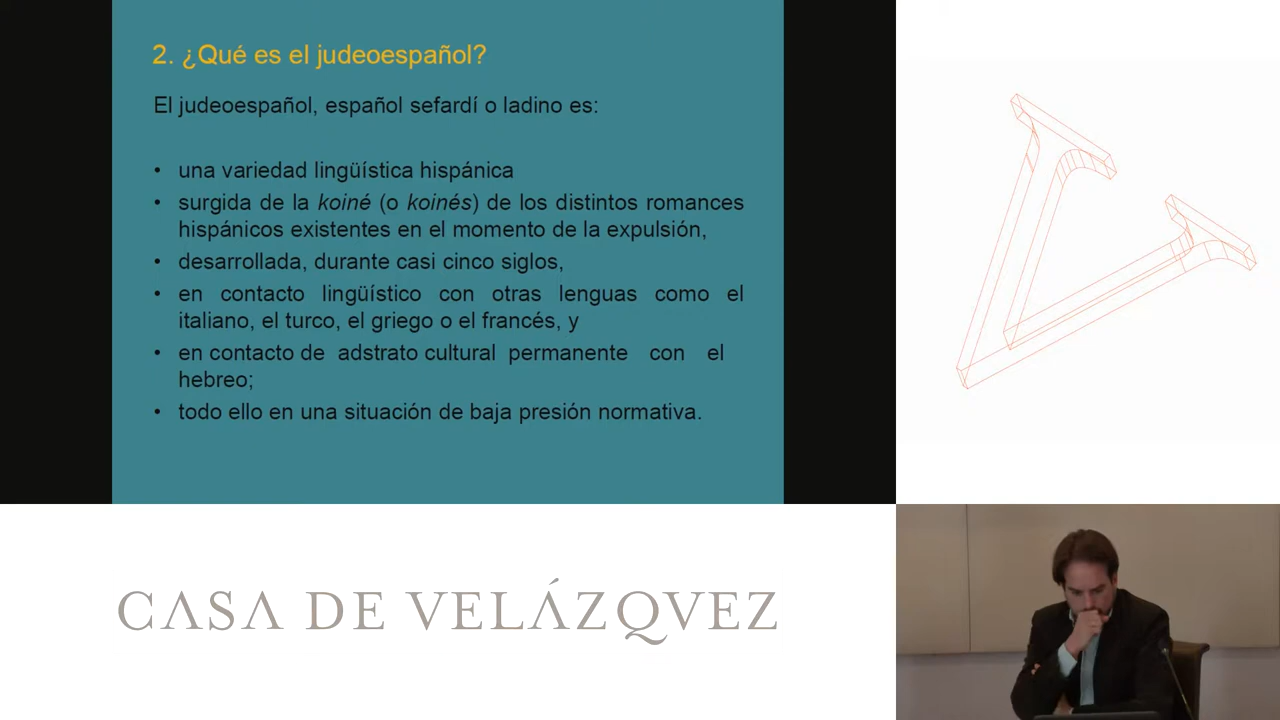 2. ¿Qué es el judeoespañol?
El judeoespañol, español sefardí o ladino es:
• una variedad lingüística hispánica
• surgida de la koiné (o koinés) de los distintos romances
hispánicos existentes en el momento de la expulsión,
• desarrollada, durante casi cinco siglos,
• en contacto lingüístico con otras lenguas como el
italiano, el turco, el griego o el francés, y
• en contacto de adstrato cultural permanente con el
hebreo;
• todo ello en una situación de baja presión normativa.
CASA DE VELÁZQVEZ